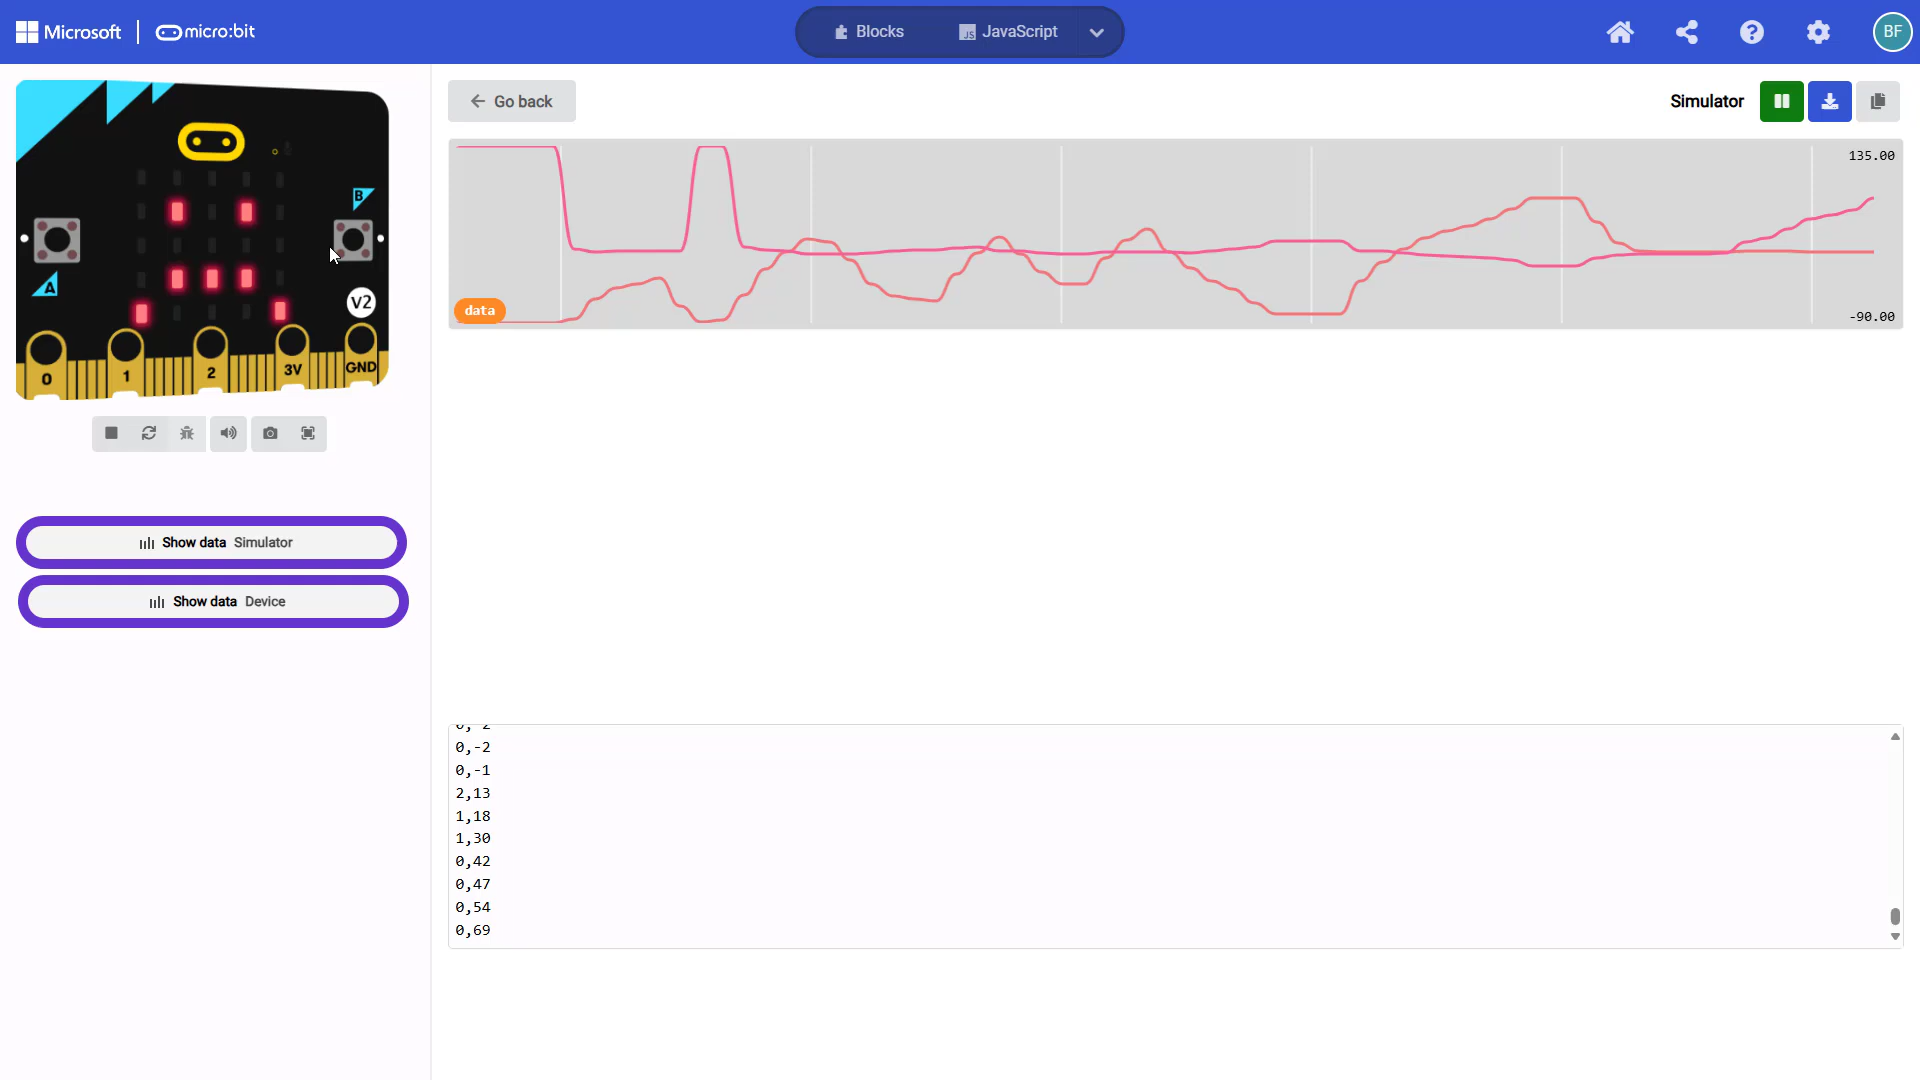 Microsoft micro:bit
Blocks
JS JavaScript
BF
B
A
V2
0 1 2 3V GND
Show data Simulator
Show data Device
Go back
Simulator
135.00
data
-90.00
0,-2
0,-1
2,13
1,18
1,30
0,42
0,47
0,54
0,69